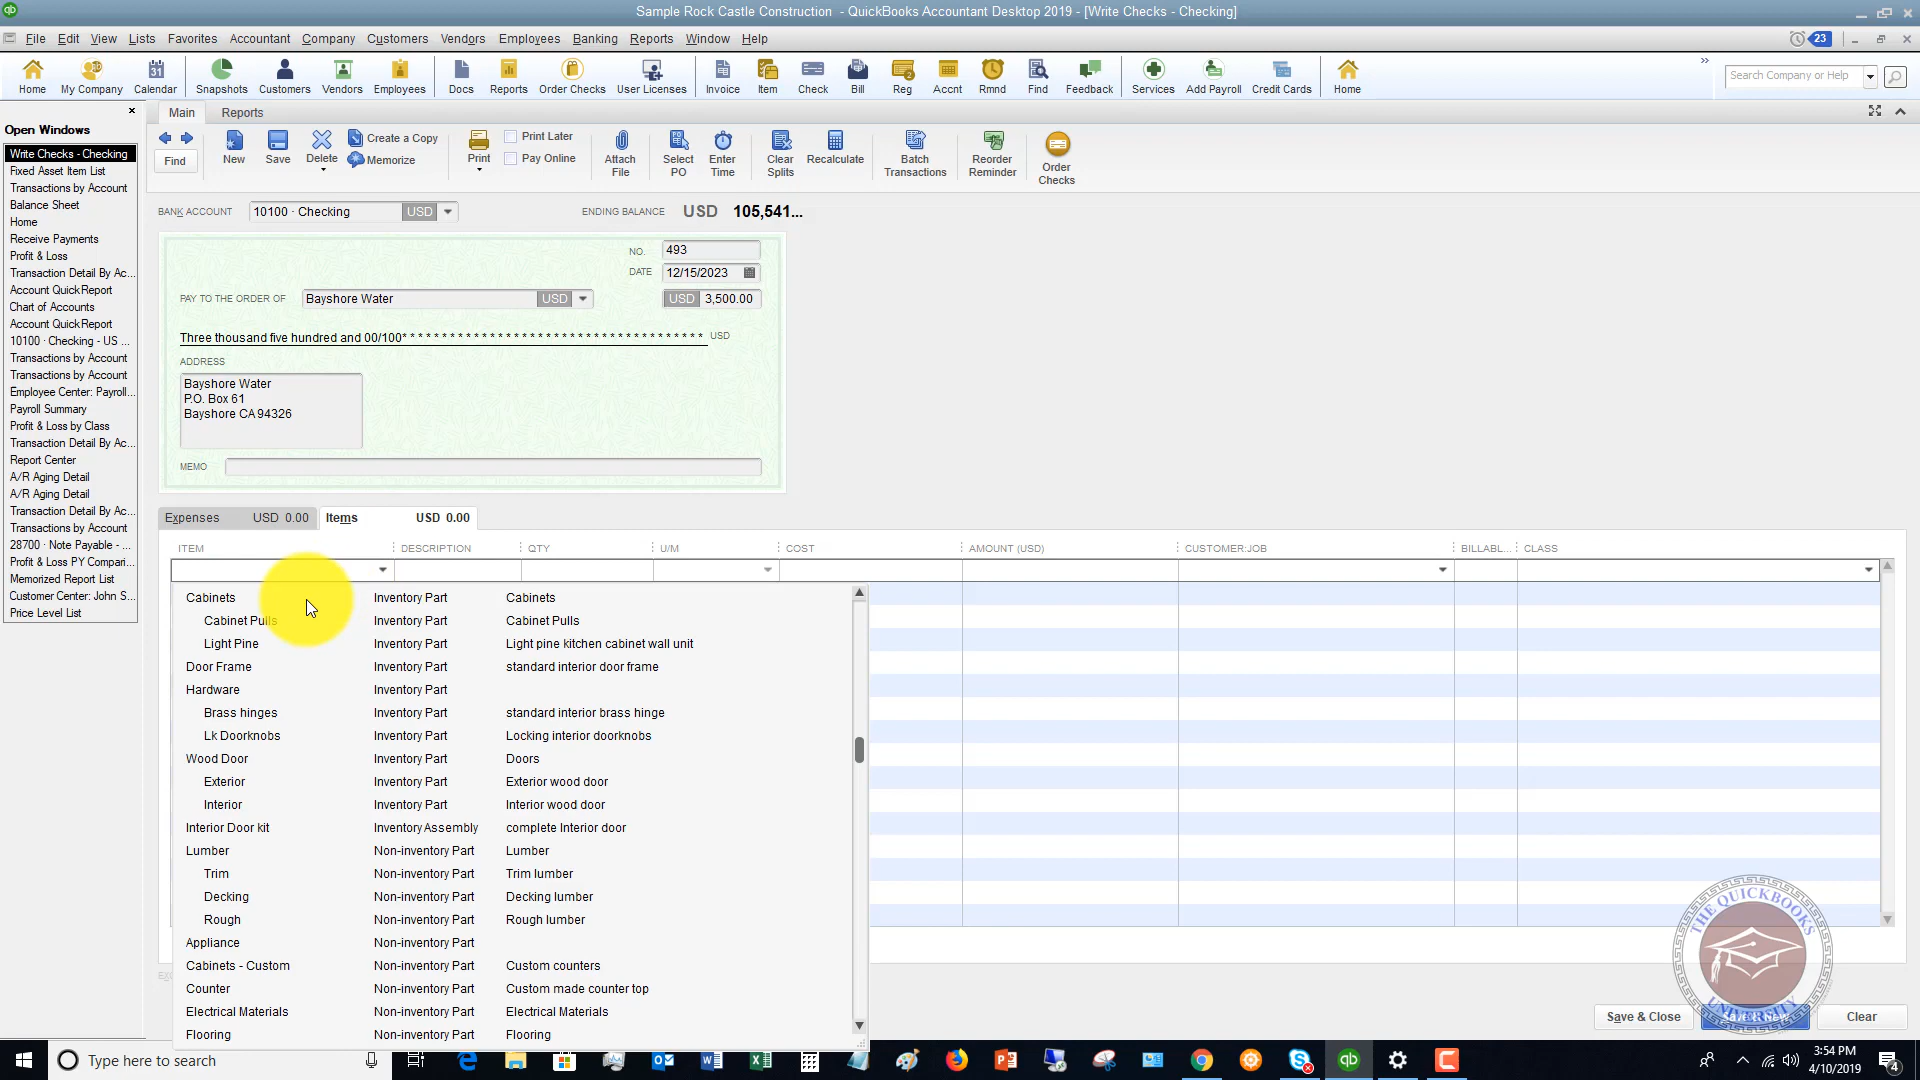 Sample Rock Castle Construction - QuickBooks Accountant Desktop 2019 - [Write Checks - Checking]
File Edit View Lists Favorites Accountant Company Customers Vendors Employees Banking Reports Window Help
23
Home My Company Calendar Snapshots Customers Vendors Employees Docs Reports Order Checks User Licenses Invoice Item Check Bill Reg Accnt Rmnd Find Feedback Services Add Payroll Credit Cards Home
Search Company or Help
Open Windows
Write Checks - Checking
Fixed Asset Item List
Transactions by Account
Balance Sheet
Home
Receive Payments
Profit & Loss
Transaction Detail By Ac...
Account QuickReport
Chart of Accounts
Account QuickReport
10100 · Checking - US ...
Transactions by Account
Transactions by Account
Employee Center: Payroll...
Payroll Summary
Profit & Loss by Class
Transaction Detail By Ac...
Report Center
A/R Aging Detail
A/R Aging Detail
Transaction Detail By Ac...
Transactions by Account
28700 · Note Payable - ...
Profit & Loss PY Compari...
Memorized Report List
Customer Center: John S...
Price Level List
Main Reports
Find New Save Delete Create a Copy Memorize Print Print Later Pay Online Attach File Select PO Enter Time Clear Splits Recalculate Batch Transactions Reorder Reminder Order Checks
BANK ACCOUNT 10100 · Checking USD ENDING BALANCE USD 105,541...
NO. 493
DATE 12/15/2023
PAY TO THE ORDER OF Bayshore Water USD USD 3,500.00
Three thousand five hundred and 00/100* * * * * * * * * * * * * * * * * * * * * * * * * * * * * * * * * * USD
ADDRESS
Bayshore Water
P.O. Box 61
Bayshore CA 94326
MEMO
Expenses USD 0.00 Items USD 0.00
ITEM DESCRIPTION QTY U/M COST AMOUNT (USD) CUSTOMER:JOB BILLABL... CLASS
Cabinets Inventory Part Cabinets
Cabinet Pulls Inventory Part Cabinet Pulls
Light Pine Inventory Part Light pine kitchen cabinet wall unit
Door Frame Inventory Part standard interior door frame
Hardware Inventory Part
Brass hinges Inventory Part standard interior brass hinge
Lk Doorknobs Inventory Part Locking interior doorknobs
Wood Door Inventory Part Doors
Exterior Inventory Part Exterior wood door
Interior Inventory Part Interior wood door
Interior Door kit Inventory Assembly complete Interior door
Lumber Non-inventory Part Lumber
Trim Non-inventory Part Trim lumber
Decking Non-inventory Part Decking lumber
Rough Non-inventory Part Rough lumber
Appliance Non-inventory Part
Cabinets - Custom Non-inventory Part Custom counters
Counter Non-inventory Part Custom made counter top
Electrical Materials Non-inventory Part Electrical Materials
Flooring Non-inventory Part Flooring
THE QUICKBOOKS UNIVERSITY
Save & Close Clear
Type here to search
3:54 PM
4/10/2019
4